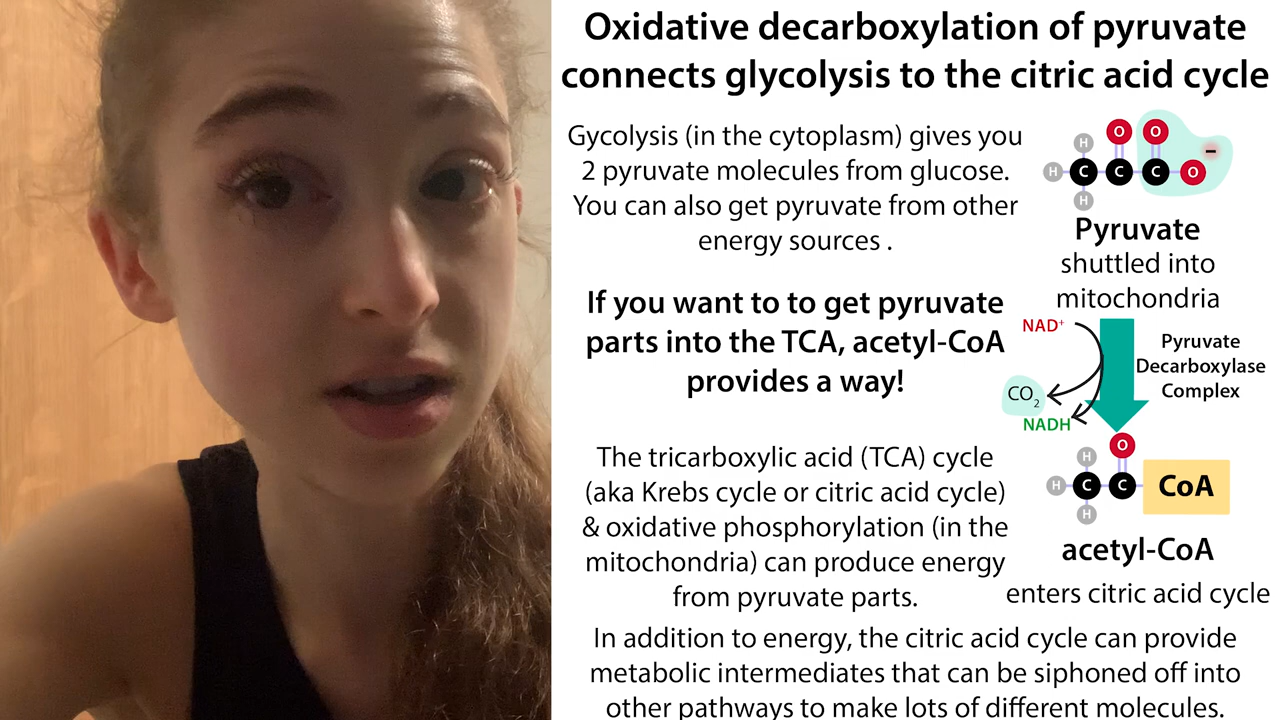 Oxidative decarboxylation of pyruvate
connects glycolysis to the citric acid cycle
Gycolysis (in the cytoplasm) gives you
2 pyruvate molecules from glucose.
You can also get pyruvate from other
energy sources .
H
O
O
–
H
C
C
C
O
H
Pyruvate
shuttled into
mitochondria
If you want to to get pyruvate
parts into the TCA, acetyl-CoA
provides a way!
NAD⁺
Pyruvate
Decarboxylase
Complex
CO₂
NADH
The tricarboxylic acid (TCA) cycle
(aka Krebs cycle or citric acid cycle)
& oxidative phosphorylation (in the
mitochondria) can produce energy
from pyruvate parts.
O
H
H
C
C
CoA
H
acetyl-CoA
enters citric acid cycle
In addition to energy, the citric acid cycle can provide
metabolic intermediates that can be siphoned off into
other pathways to make lots of different molecules.